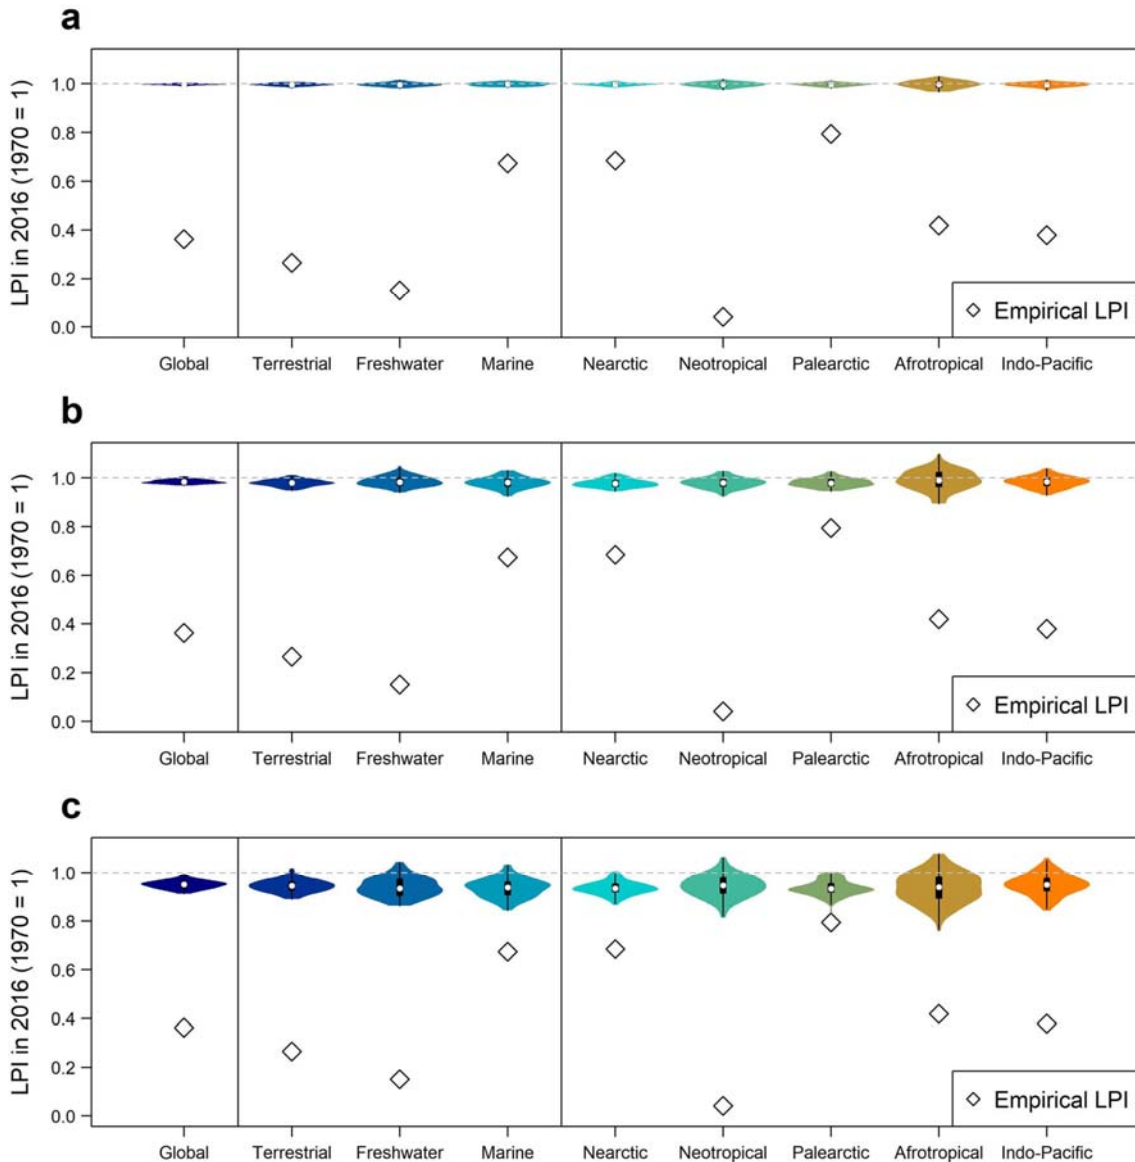 a
LPI in 2016 (1970 = 1)
1.0
0.8
0.6
0.4
0.2
0.0
Empirical LPI
Global Terrestrial Freshwater Marine Nearctic Neotropical Palearctic Afrotropical Indo-Pacific
b
LPI in 2016 (1970 = 1)
1.0
0.8
0.6
0.4
0.2
0.0
Empirical LPI
Global Terrestrial Freshwater Marine Nearctic Neotropical Palearctic Afrotropical Indo-Pacific
c
LPI in 2016 (1970 = 1)
1.0
0.8
0.6
0.4
0.2
0.0
Empirical LPI
Global Terrestrial Freshwater Marine Nearctic Neotropical Palearctic Afrotropical Indo-Pacific